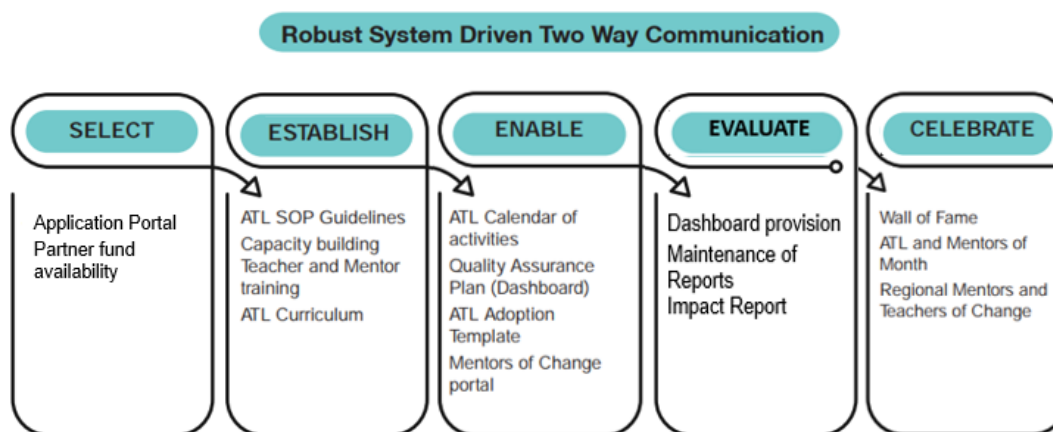 Robust System Driven Two Way Communication
SELECT
Application Portal
Partner fund
availability
ESTABLISH
ATL SOP Guidelines
Capacity building
Teacher and Mentor
training
ATL Curriculum
ENABLE
ATL Calendar of
activities
Quality Assurance
Plan (Dashboard)
ATL Adoption
Template
Mentors of Change
portal
EVALUATE
Dashboard provision
Maintenance of
Reports
Impact Report
CELEBRATE
Wall of Fame
ATL and Mentors of
Month
Regional Mentors and
Teachers of Change